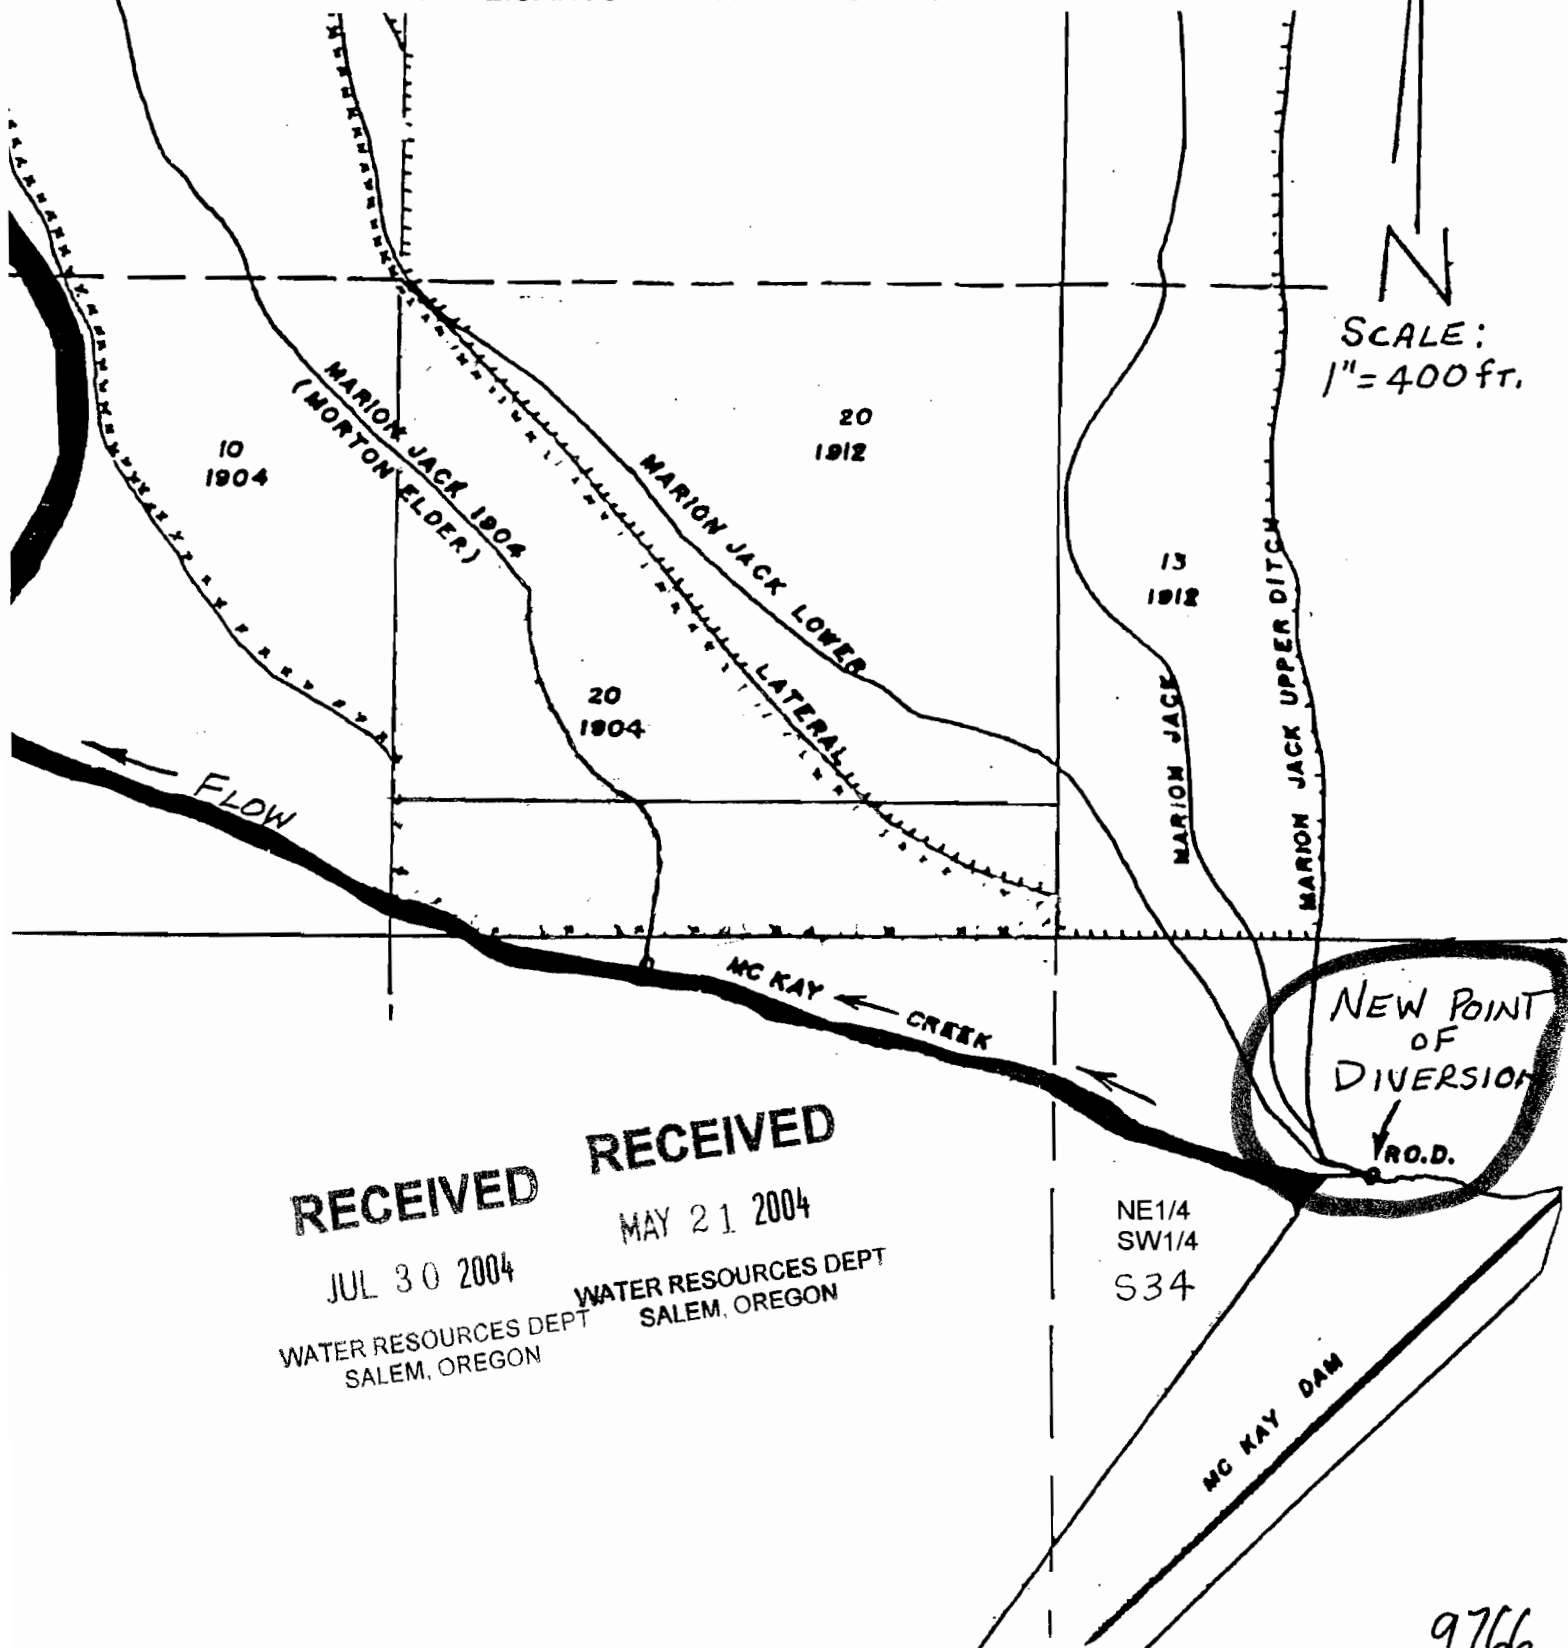 N
SCALE:
1"=400 fT.
20
1912
10
1904
MARION JACK 1904
(MORTON ELDER)
MARION JACK LOWER
LATERAL
20
1904
13
1912
MARION JACK
MARION JACK UPPER DITCH
FLOW
MC KAY CREEK
NEW POINT
OF
DIVERSION
P.O.D.
NE1/4
SW1/4
S34
MC KAY DAM
RECEIVED
MAY 21 2004
WATER RESOURCES DEPT
SALEM, OREGON
RECEIVED
JUL 30 2004
WATER RESOURCES DEPT
SALEM, OREGON
9766